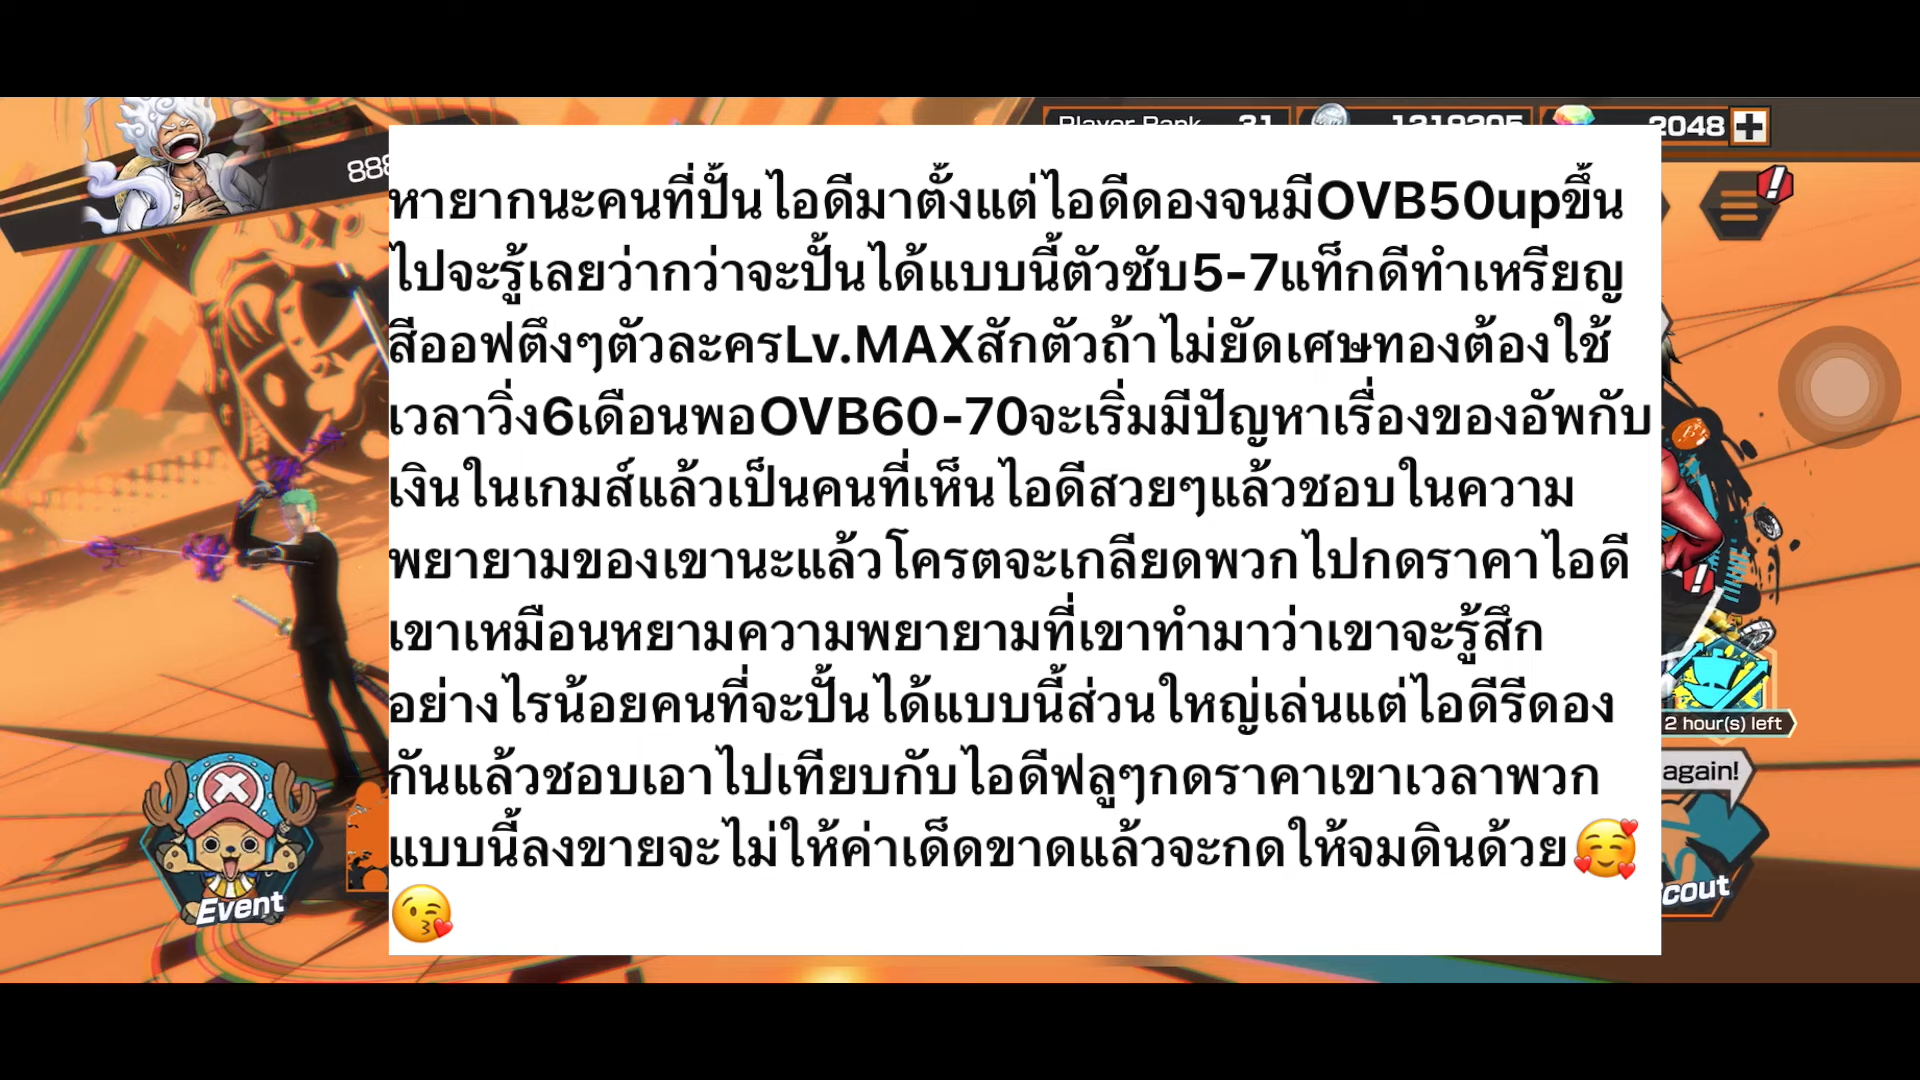 2048
หายากนะคนที่ปั้นไอดีมาตั้งแต่ไอดีดองจนมีOVB50upขึ้น
ไปจะรู้เลยว่ากว่าจะปั้นได้แบบนี้ตัวซับ5-7แท็กดีทำเหรียญ
สีออฟตึงๆตัวละครLv.MAXสักตัวถ้าไม่ยัดเศษทองต้องใช้
เวลาวิ่ง6เดือนพอOVB60-70จะเริ่มมีปัญหาเรื่องของอัพกับ
เงินในเกมส์แล้วเป็นคนที่เห็นไอดีสวยๆแล้วชอบในความ
พยายามของเขานะแล้วโครตจะเกลียดพวกไปกดราคาไอดี
เขาเหมือนหยามความพยายามที่เขาทำมาว่าเขาจะรู้สึก
อย่างไรน้อยคนที่จะปั้นได้แบบนี้ส่วนใหญ่เล่นแต่ไอดีรีดอง
กันแล้วชอบเอาไปเทียบกับไอดีฟลูๆกดราคาเขาเวลาพวก
แบบนี้ลงขายจะไม่ให้ค่าเด็ดขาดแล้วจะกดให้จมดินด้วย🥰
😘
2 hour(s) left
again!
Event
cout